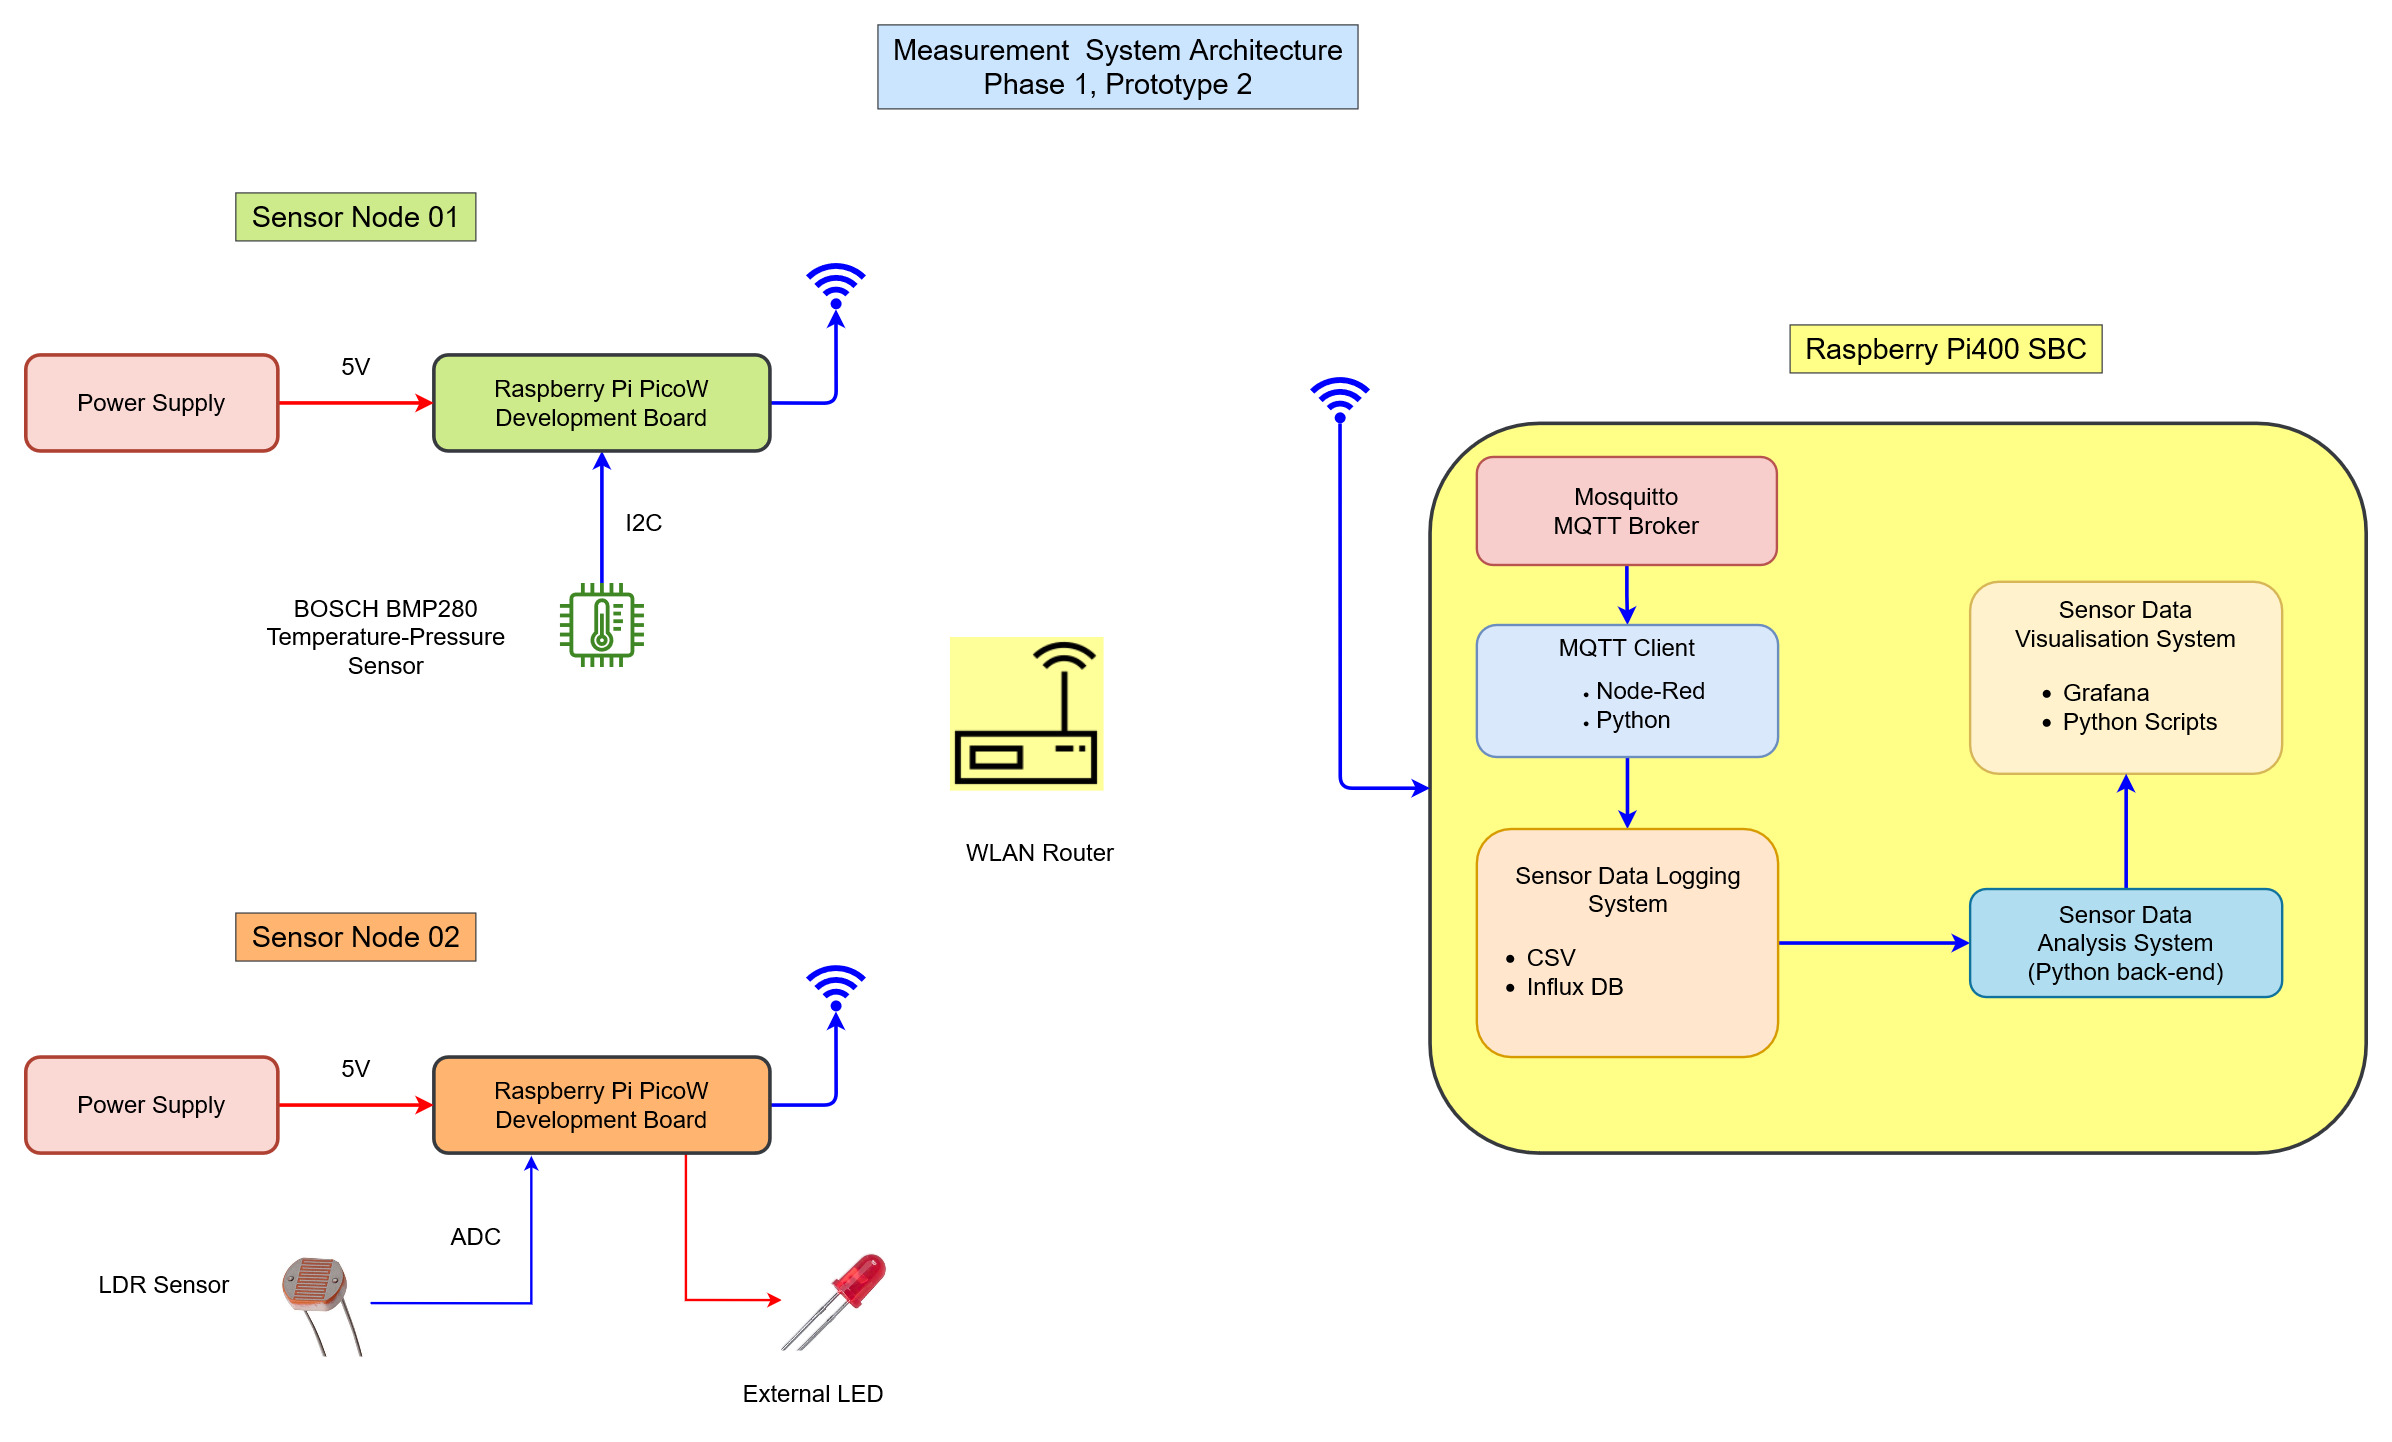 Measurement  System Architecture
Phase 1, Prototype 2
Sensor Node 01
Power Supply
5V
Raspberry Pi PicoW
Development Board
I2C
BOSCH BMP280
Temperature-Pressure
Sensor
WLAN Router
Sensor Node 02
Power Supply
5V
Raspberry Pi PicoW
Development Board
ADC
LDR Sensor
External LED
Raspberry Pi400 SBC
Mosquitto
MQTT Broker
MQTT Client
• Node-Red
• Python
Sensor Data Logging
System
• CSV
• Influx DB
Sensor Data
Analysis System
(Python back-end)
Sensor Data
Visualisation System
• Grafana
• Python Scripts